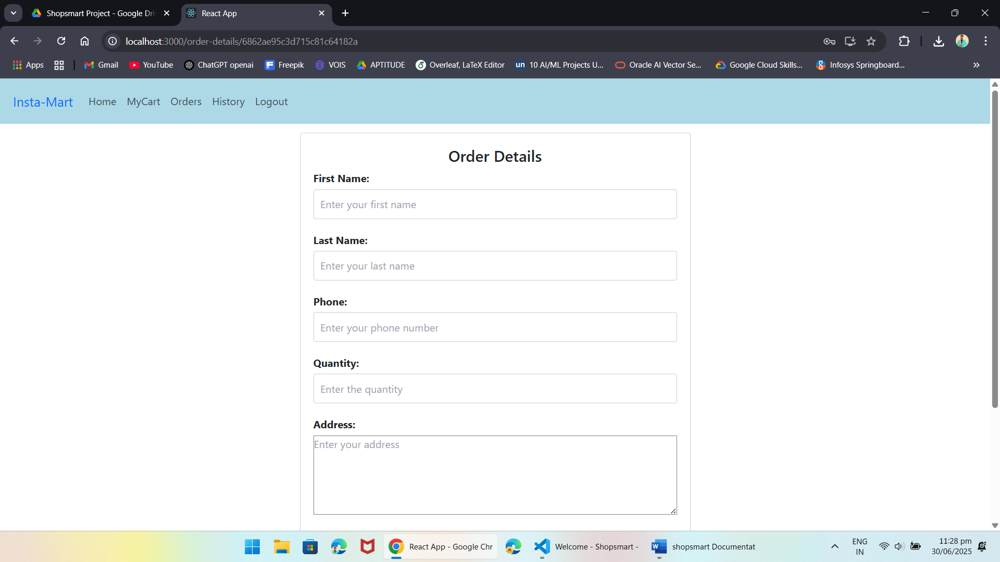 Shopsmart Project - Google Dri
React App
localhost:3000/order-details/6862ae95c3d715c81c64182a
Apps
Gmail
YouTube
ChatGPT openai
Freepik
VOIS
APTITUDE
Overleaf, LaTeX Editor
un 10 AI/ML Projects U...
Oracle AI Vector Se...
Google Cloud Skills...
Infosys Springboard...
Insta-Mart Home MyCart Orders History Logout
Order Details
First Name:
Enter your first name
Last Name:
Enter your last name
Phone:
Enter your phone number
Quantity:
Enter the quantity
Address:
Enter your address
React App - Google Chr
Welcome - Shopsmart -
shopsmart Documentat
ENG
IN
11:28 pm
30/06/2025